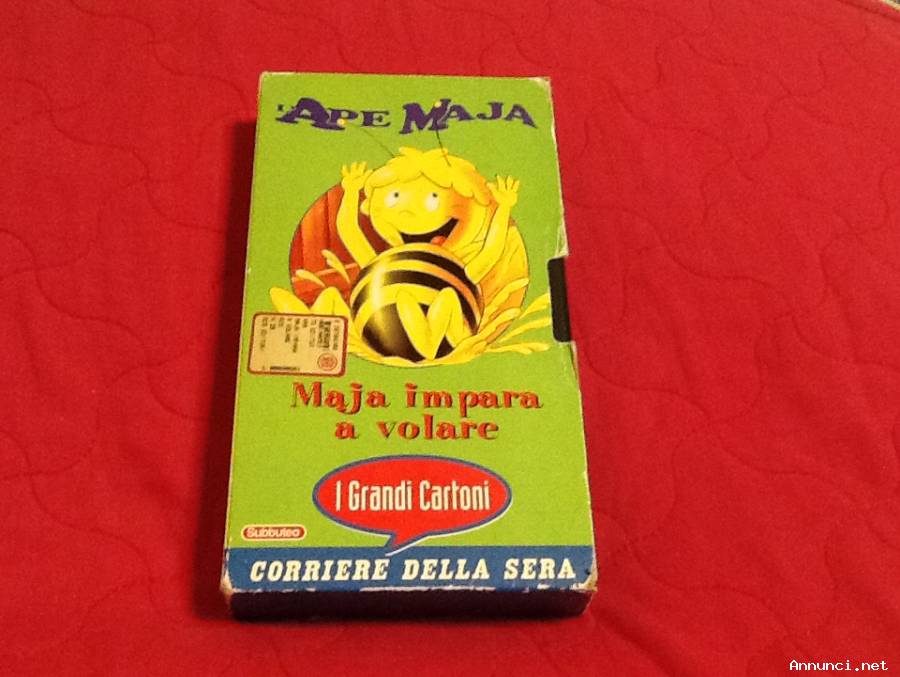 L'APE MAJA
Maja impara
a volare
I Grandi Cartoni
Subbuteo
CORRIERE DELLA SERA
Annunci.net